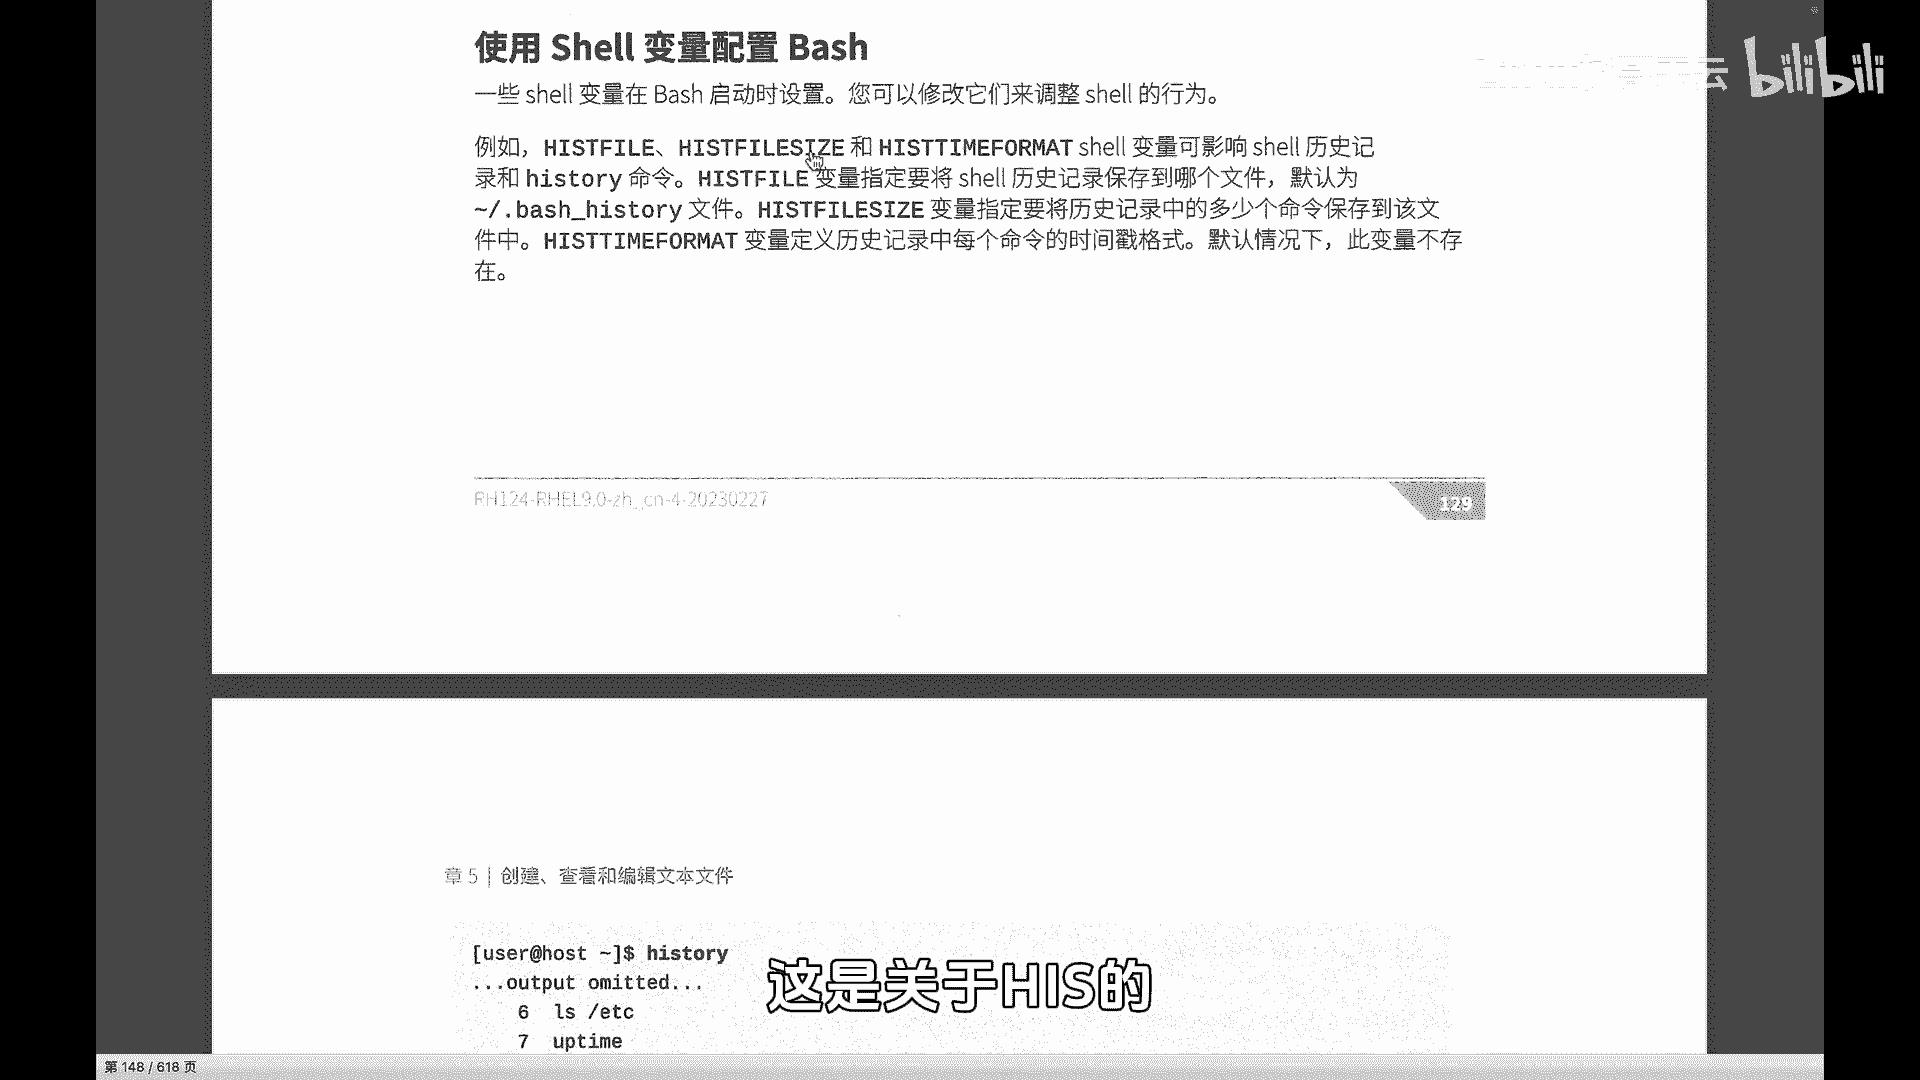 使用 Shell 变量配置 Bash
bilibili
一些 shell 变量在 Bash 启动时设置。您可以修改它们来调整 shell 的行为。
例如，HISTFILE、HISTFILESIZE 和 HISTTIMEFORMAT shell 变量可影响 shell 历史记
录和 history 命令。HISTFILE 变量指定要将 shell 历史记录保存到哪个文件，默认为
~/.bash_history 文件。HISTFILESIZE 变量指定要将历史记录中的多少个命令保存到该文
件中。HISTTIMEFORMAT 变量定义历史记录中每个命令的时间戳格式。默认情况下，此变量不存
在。
RH124-RHEL9.0-zh_cn-4-20230227
129
章 5 | 创建、查看和编辑文本文件
[user@host ~]$ history
...output omitted...
6 ls /etc
7 uptime
这是关于HIS的
第 148 / 618 页